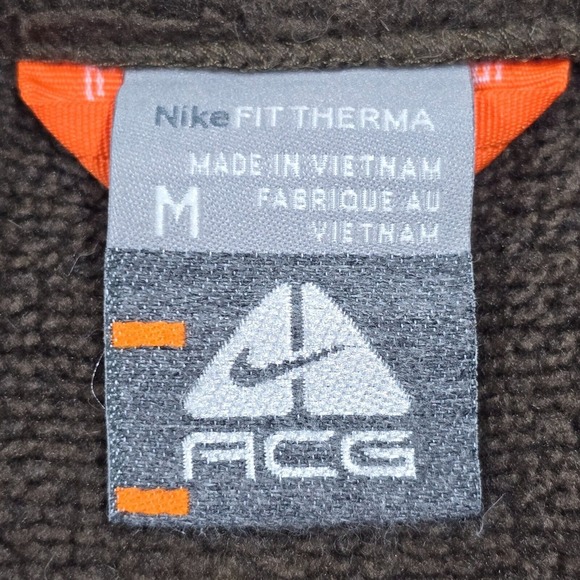 NikeFIT THERMA
MADE IN VIETNAM
M FABRIQUE AU
VIETNAM
ACG